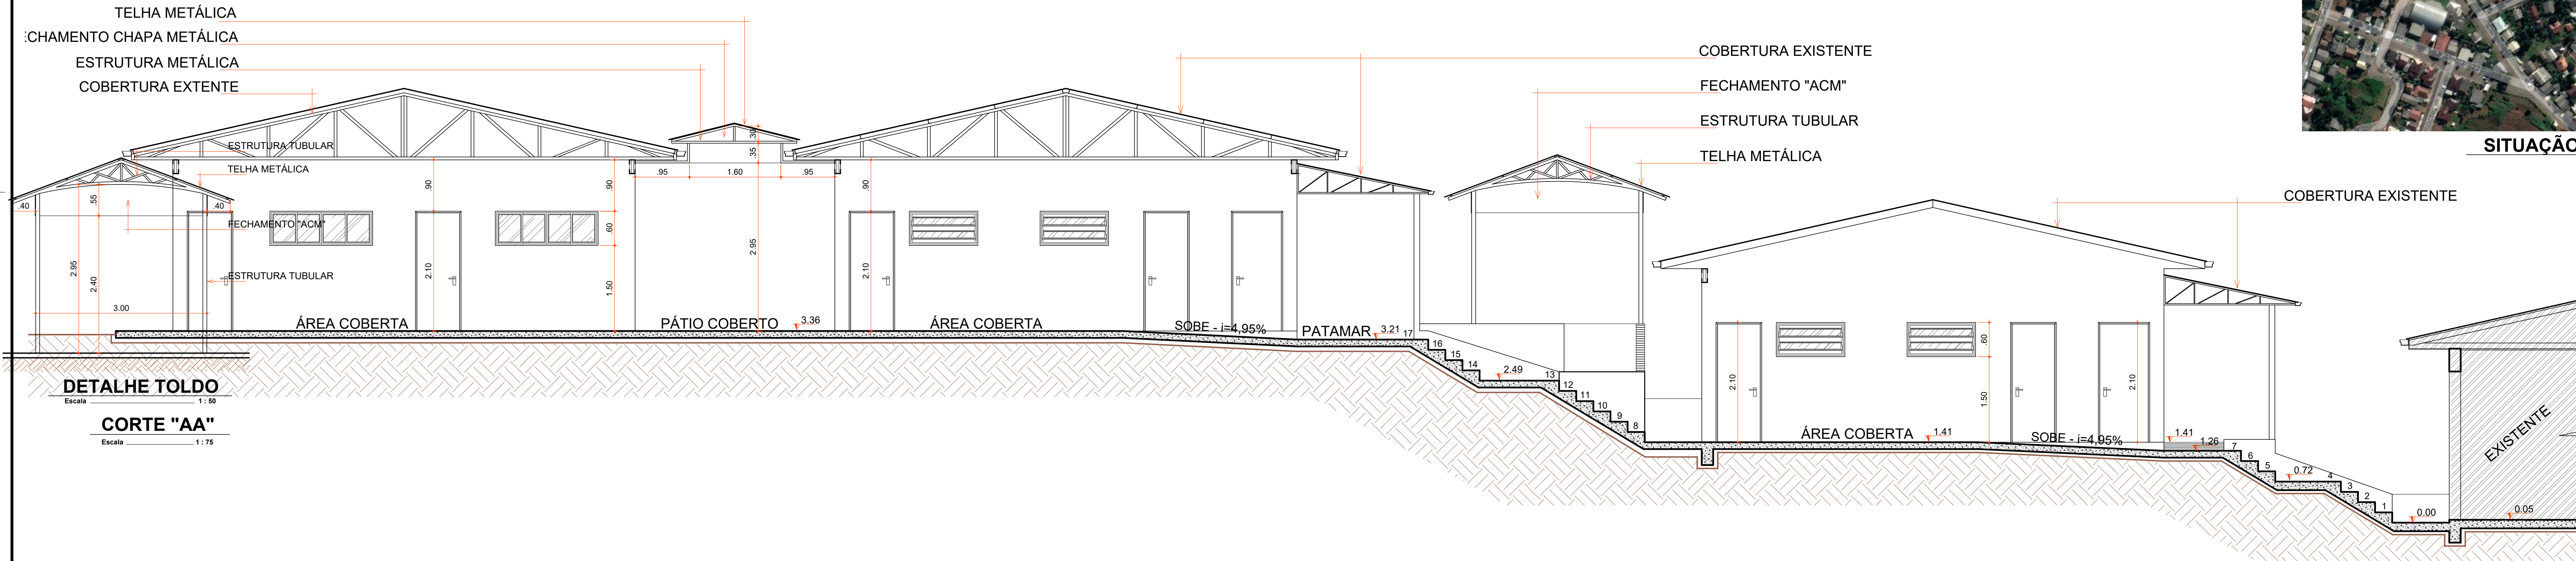 TELHA METÁLICA
ECHAMENTO CHAPA METÁLICA
ESTRUTURA METÁLICA
COBERTURA EXTENTE
COBERTURA EXISTENTE
FECHAMENTO "ACM"
ESTRUTURA TUBULAR
TELHA METÁLICA
COBERTURA EXISTENTE
SITUAÇÃO
ESTRUTURA TUBULAR
TELHA METÁLICA
FECHAMENTO "ACM"
ESTRUTURA TUBULAR
.40
.55
.40
2.95
2.40
3.00
.90
2.10
.90
.60
1.50
.95
1.60
.95
.30
.35
2.95
.90
2.10
ÁREA COBERTA
PÁTIO COBERTO
3.36
ÁREA COBERTA
SOBE - i=4,95%
PATAMAR
3.21
17
16
15
14
2.49
13
12
11
10
9
8
2.10
.60
1.50
2.10
ÁREA COBERTA
1.41
SOBE - i=4,95%
1.41
1.26
7
6
5
0.72
4
3
2
1
0.00
0.05
EXISTENTE
DETALHE TOLDO
Escala 1 : 50
CORTE "AA"
Escala 1 : 75